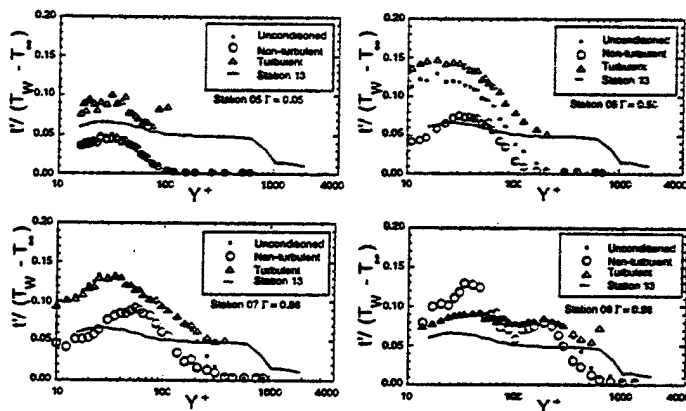 0.20
0.15
0.10
0.05
0.00
t'/ (T_W - T_∞)
Unconditioned
Non-turbulent
Turbulent
Station 13
Station 05 Γ = 0.05
10
100
1000
4000
Y+
0.20
0.15
0.10
0.05
0.00
t'/ (T_W - T_∞)
Unconditioned
Non-turbulent
Turbulent
Station 13
10
100
1000
4000
Y+
0.20
0.15
0.10
0.05
0.00
t'/ (T_W - T_∞)
Unconditioned
Non-turbulent
Turbulent
Station 13
Station 07 Γ = 0.86
10
100
1000
4000
Y+
0.20
0.15
0.10
0.05
0.00
t'/ (T_W - T_∞)
Unconditioned
Non-turbulent
Turbulent
Station 13
10
100
1000
4000
Y+